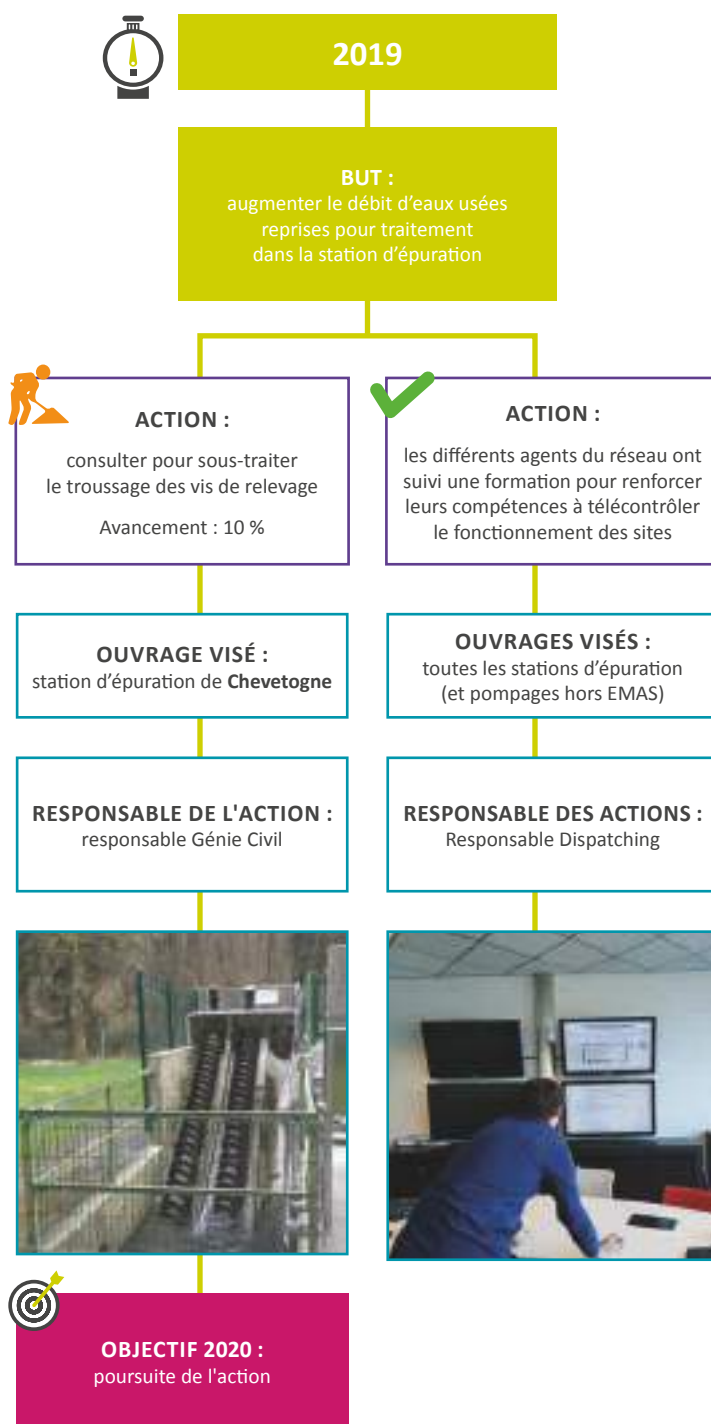 2019
BUT :
augmenter le débit d'eaux usées
reprises pour traitement
dans la station d'épuration
ACTION :
consulter pour sous-traiter
le troussage des vis de relevage
Avancement : 10 %
OUVRAGE VISÉ :
station d'épuration de Chevetogne
RESPONSABLE DE L'ACTION :
responsable Génie Civil
OBJECTIF 2020 :
poursuite de l'action
ACTION :
les différents agents du réseau ont
suivi une formation pour renforcer
leurs compétences à télécontrôler
le fonctionnement des sites
OUVRAGES VISÉS :
toutes les stations d'épuration
(et pompages hors EMAS)
RESPONSABLE DES ACTIONS :
Responsable Dispatching